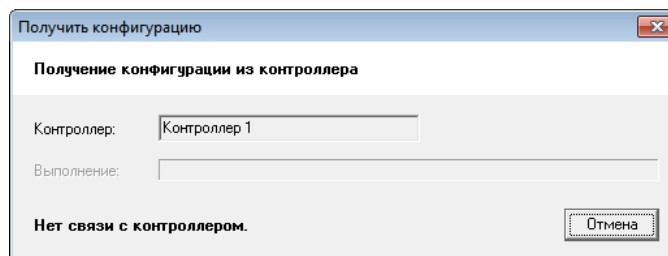 Получить конфигурацию
Получение конфигурации из контроллера
Контроллер: Контроллер 1
Выполнение:
Нет связи с контроллером.
Отмена